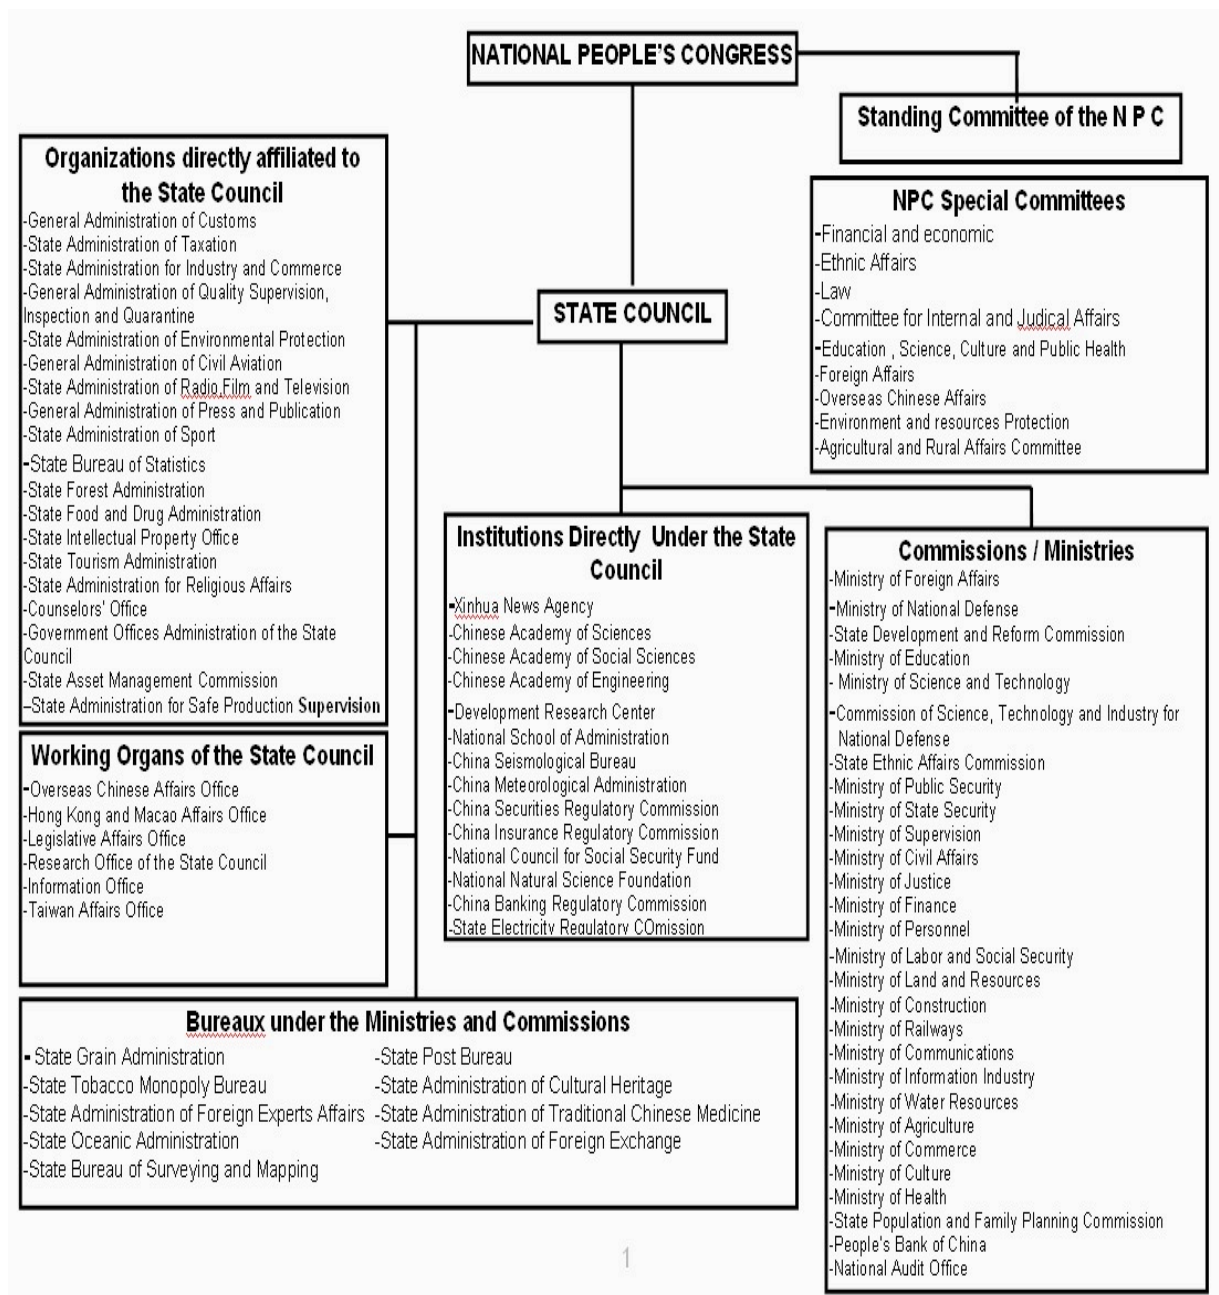 NATIONAL PEOPLE'S CONGRESS
Standing Committee of the N P C
Organizations directly affiliated to
the State Council
-General Administration of Customs
-State Administration of Taxation
-State Administration for Industry and Commerce
-General Administration of Quality Supervision,
Inspection and Quarantine
-State Administration of Environmental Protection
-General Administration of Civil Aviation
-State Administration of Radio,Film and Television
-General Administration of Press and Publication
-State Administration of Sport
-State Bureau of Statistics
-State Forest Administration
-State Food and Drug Administration
-State Intellectual Property Office
-State Tourism Administration
-State Administration for Religious Affairs
-Counselors' Office
-Government Offices Administration of the State
Council
-State Asset Management Commission
–State Administration for Safe Production Supervision
NPC Special Committees
-Financial and economic
-Ethnic Affairs
-Law
-Committee for Internal and Judical Affairs
-Education , Science, Culture and Public Health
-Foreign Affairs
-Overseas Chinese Affairs
-Environment and resources Protection
-Agricultural and Rural Affairs Committee
STATE COUNCIL
Working Organs of the State Council
-Overseas Chinese Affairs Office
-Hong Kong and Macao Affairs Office
-Legislative Affairs Office
-Research Office of the State Council
-Information Office
-Taiwan Affairs Office
Institutions Directly Under the State
Council
-Xinhua News Agency
-Chinese Academy of Sciences
-Chinese Academy of Social Sciences
-Chinese Academy of Engineering
-Development Research Center
-National School of Administration
-China Seismological Bureau
-China Meteorological Administration
-China Securities Regulatory Commission
-China Insurance Regulatory Commission
-National Council for Social Security Fund
-National Natural Science Foundation
-China Banking Regulatory Commission
-State Electricity Regulatory COmission
Commissions / Ministries
-Ministry of Foreign Affairs
-Ministry of National Defense
-State Development and Reform Commission
-Ministry of Education
- Ministry of Science and Technology
-Commission of Science, Technology and Industry for
National Defense
-State Ethnic Affairs Commission
-Ministry of Public Security
-Ministry of State Security
-Ministry of Supervision
-Ministry of Civil Affairs
-Ministry of Justice
-Ministry of Finance
-Ministry of Personnel
-Ministry of Labor and Social Security
-Ministry of Land and Resources
-Ministry of Construction
-Ministry of Railways
-Ministry of Communications
-Ministry of Information Industry
-Ministry of Water Resources
-Ministry of Agriculture
-Ministry of Commerce
-Ministry of Culture
-Ministry of Health
-State Population and Family Planning Commission
-People's Bank of China
-National Audit Office
Bureaux under the Ministries and Commissions
- State Grain Administration
-State Tobacco Monopoly Bureau
-State Administration of Foreign Experts Affairs
-State Oceanic Administration
-State Bureau of Surveying and Mapping
-State Post Bureau
-State Administration of Cultural Heritage
-State Administration of Traditional Chinese Medicine
-State Administration of Foreign Exchange
1